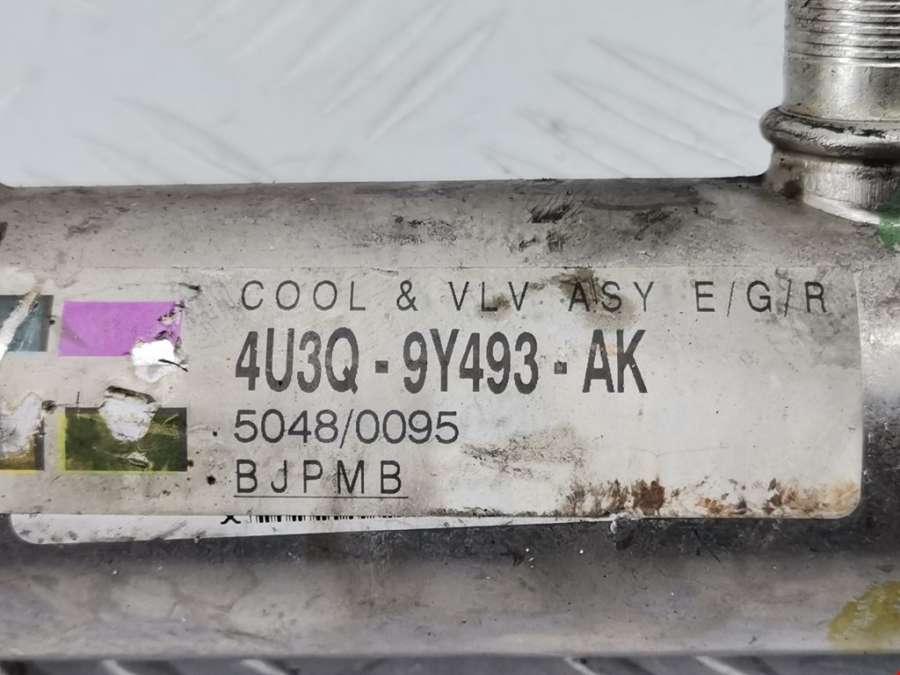 COOL & VLV ASY E/G/R
4U3Q-9Y493-AK
5048/0095
BJPMB